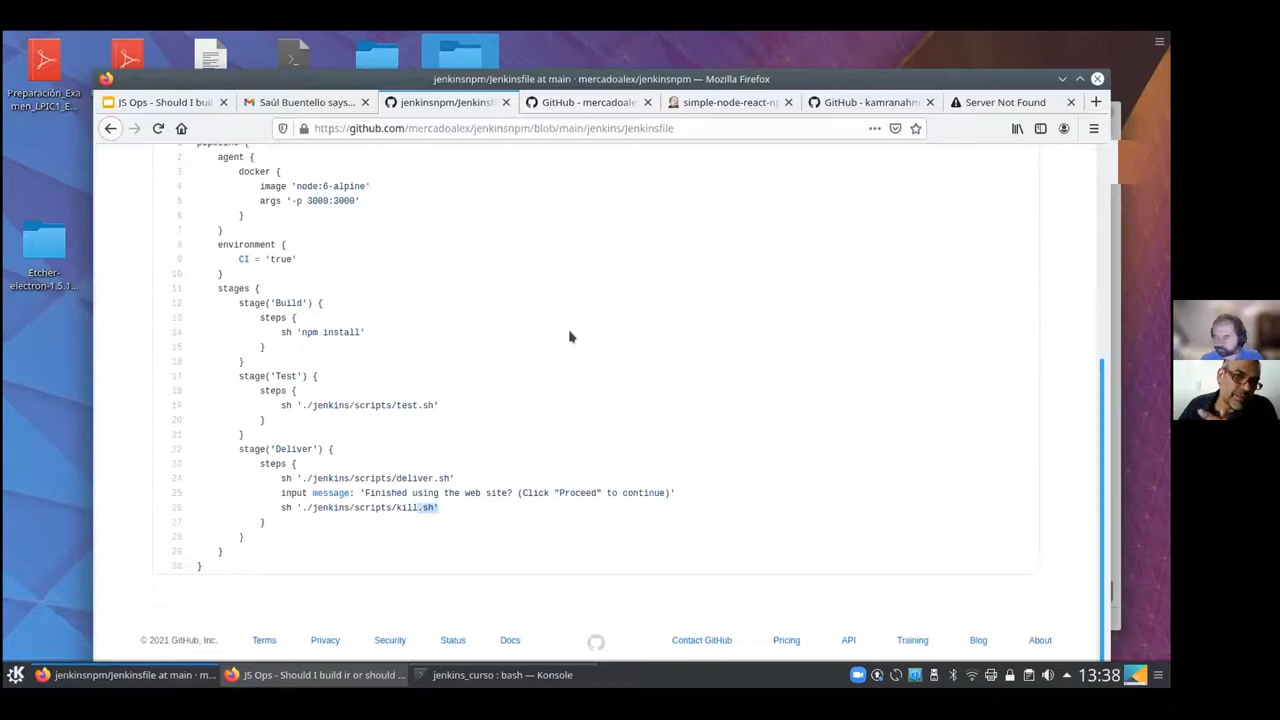 Preparación_Exa
men_LPIC1_E...
jenkinsnpm/Jenkinsfile at main · mercadoalex/jenkinsnpm — Mozilla Firefox
JS Ops - Should I buil
Saúl Buentello says...
jenkinsnpm/Jenkinsfi
GitHub - mercadoale
simple-node-react-np
GitHub - kamranahm
Server Not Found
https://github.com/mercadoalex/jenkinsnpm/blob/main/jenkins/Jenkinsfile
pipeline {
2 agent {
3 docker {
4 image 'node:6-alpine'
5 args '-p 3000:3000'
6 }
7 }
8 environment {
9 CI = 'true'
10 }
11 stages {
12 stage('Build') {
13 steps {
14 sh 'npm install'
15 }
16 }
17 stage('Test') {
18 steps {
19 sh './jenkins/scripts/test.sh'
20 }
21 }
22 stage('Deliver') {
23 steps {
24 sh './jenkins/scripts/deliver.sh'
25 input message: 'Finished using the web site? (Click "Proceed" to continue)'
26 sh './jenkins/scripts/kill.sh'
27 }
28 }
29 }
30 }
Etcher-
electron-1.5.1...
© 2021 GitHub, Inc. Terms Privacy Security Status Docs Contact GitHub Pricing API Training Blog About
jenkinsnpm/Jenkinsfile at main · m...
JS Ops - Should I build ir or should ...
jenkins_curso : bash — Konsole
13:38